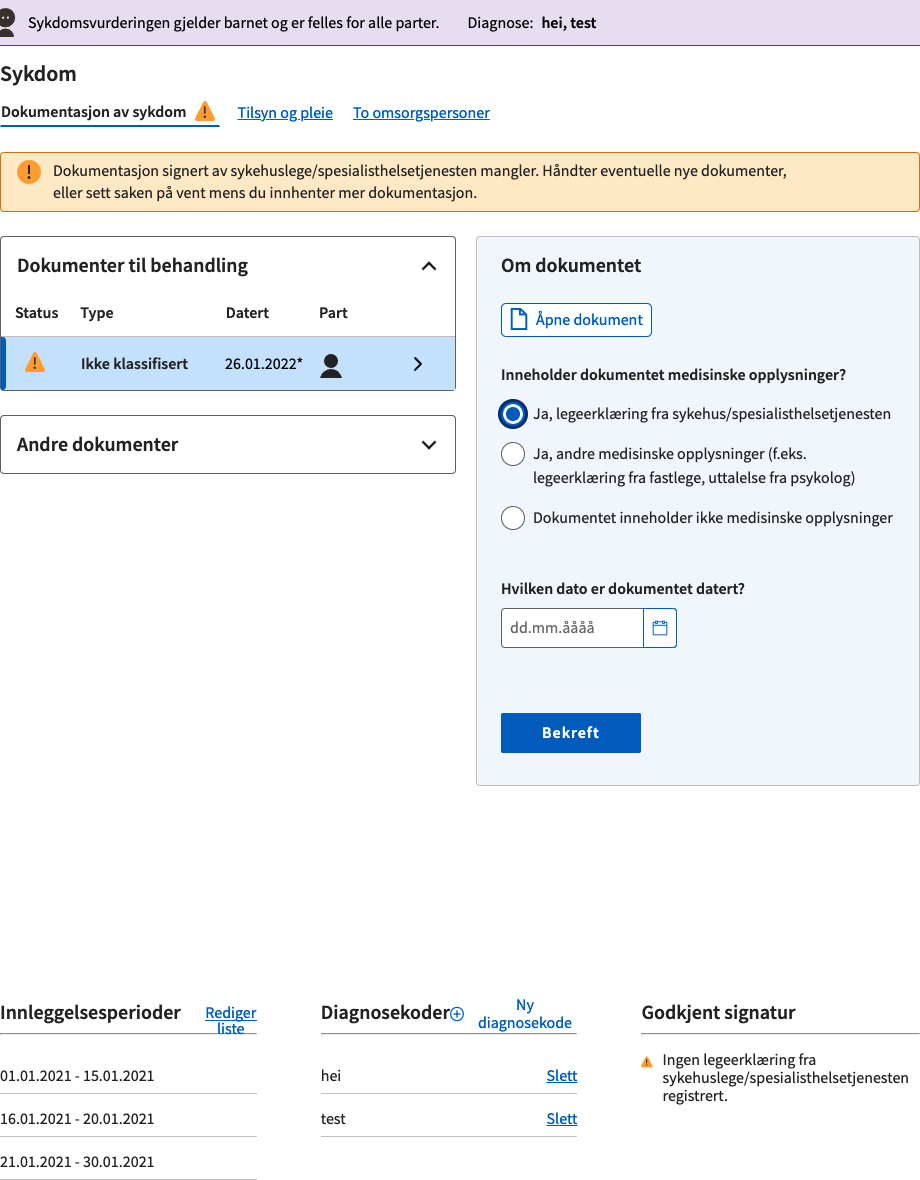 Sykdomsvurderingen gjelder barnet og er felles for alle parter. Diagnose: hei, test
Sykdom
Dokumentasjon av sykdom Tilsyn og pleie To omsorgspersoner
Dokumentasjon signert av sykehuslege/spesialisthelsetjenesten mangler. Håndter eventuelle nye dokumenter,
eller sett saken på vent mens du innhenter mer dokumentasjon.
Dokumenter til behandling
Status Type Datert Part
Ikke klassifisert 26.01.2022*
Andre dokumenter
Om dokumentet
Åpne dokument
Inneholder dokumentet medisinske opplysninger?
Ja, legeerklæring fra sykehus/spesialisthelsetjenesten
Ja, andre medisinske opplysninger (f.eks.
legeerklæring fra fastlege, uttalelse fra psykolog)
Dokumentet inneholder ikke medisinske opplysninger
Hvilken dato er dokumentet datert?
dd.mm.åååå
Bekreft
Innleggelsesperioder Rediger
liste
01.01.2021 - 15.01.2021
16.01.2021 - 20.01.2021
21.01.2021 - 30.01.2021
Diagnosekoder Ny
diagnosekode
hei Slett
test Slett
Godkjent signatur
Ingen legeerklæring fra
sykehuslege/spesialisthelsetjenesten
registrert.